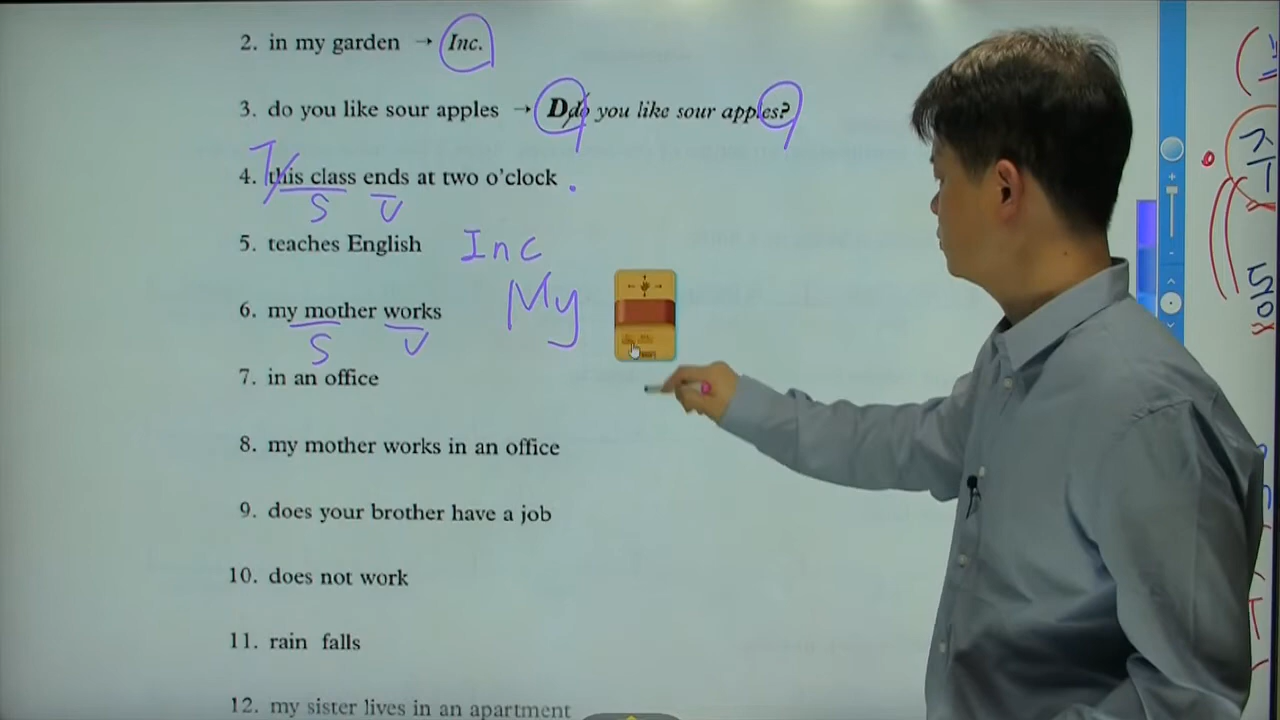 2. in my garden → Inc.
3. do you like sour apples → Ddo you like sour apples?
T
4. this class ends at two o'clock .
S V
5. teaches English Inc
6. my mother works My
S V
7. in an office
8. my mother works in an office
9. does your brother have a job
10. does not work
11. rain falls
12. my sister lives in an apartment